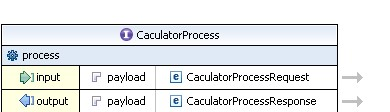 CaculatorProcess
process
input payload CaculatorProcessRequest
output payload CaculatorProcessResponse